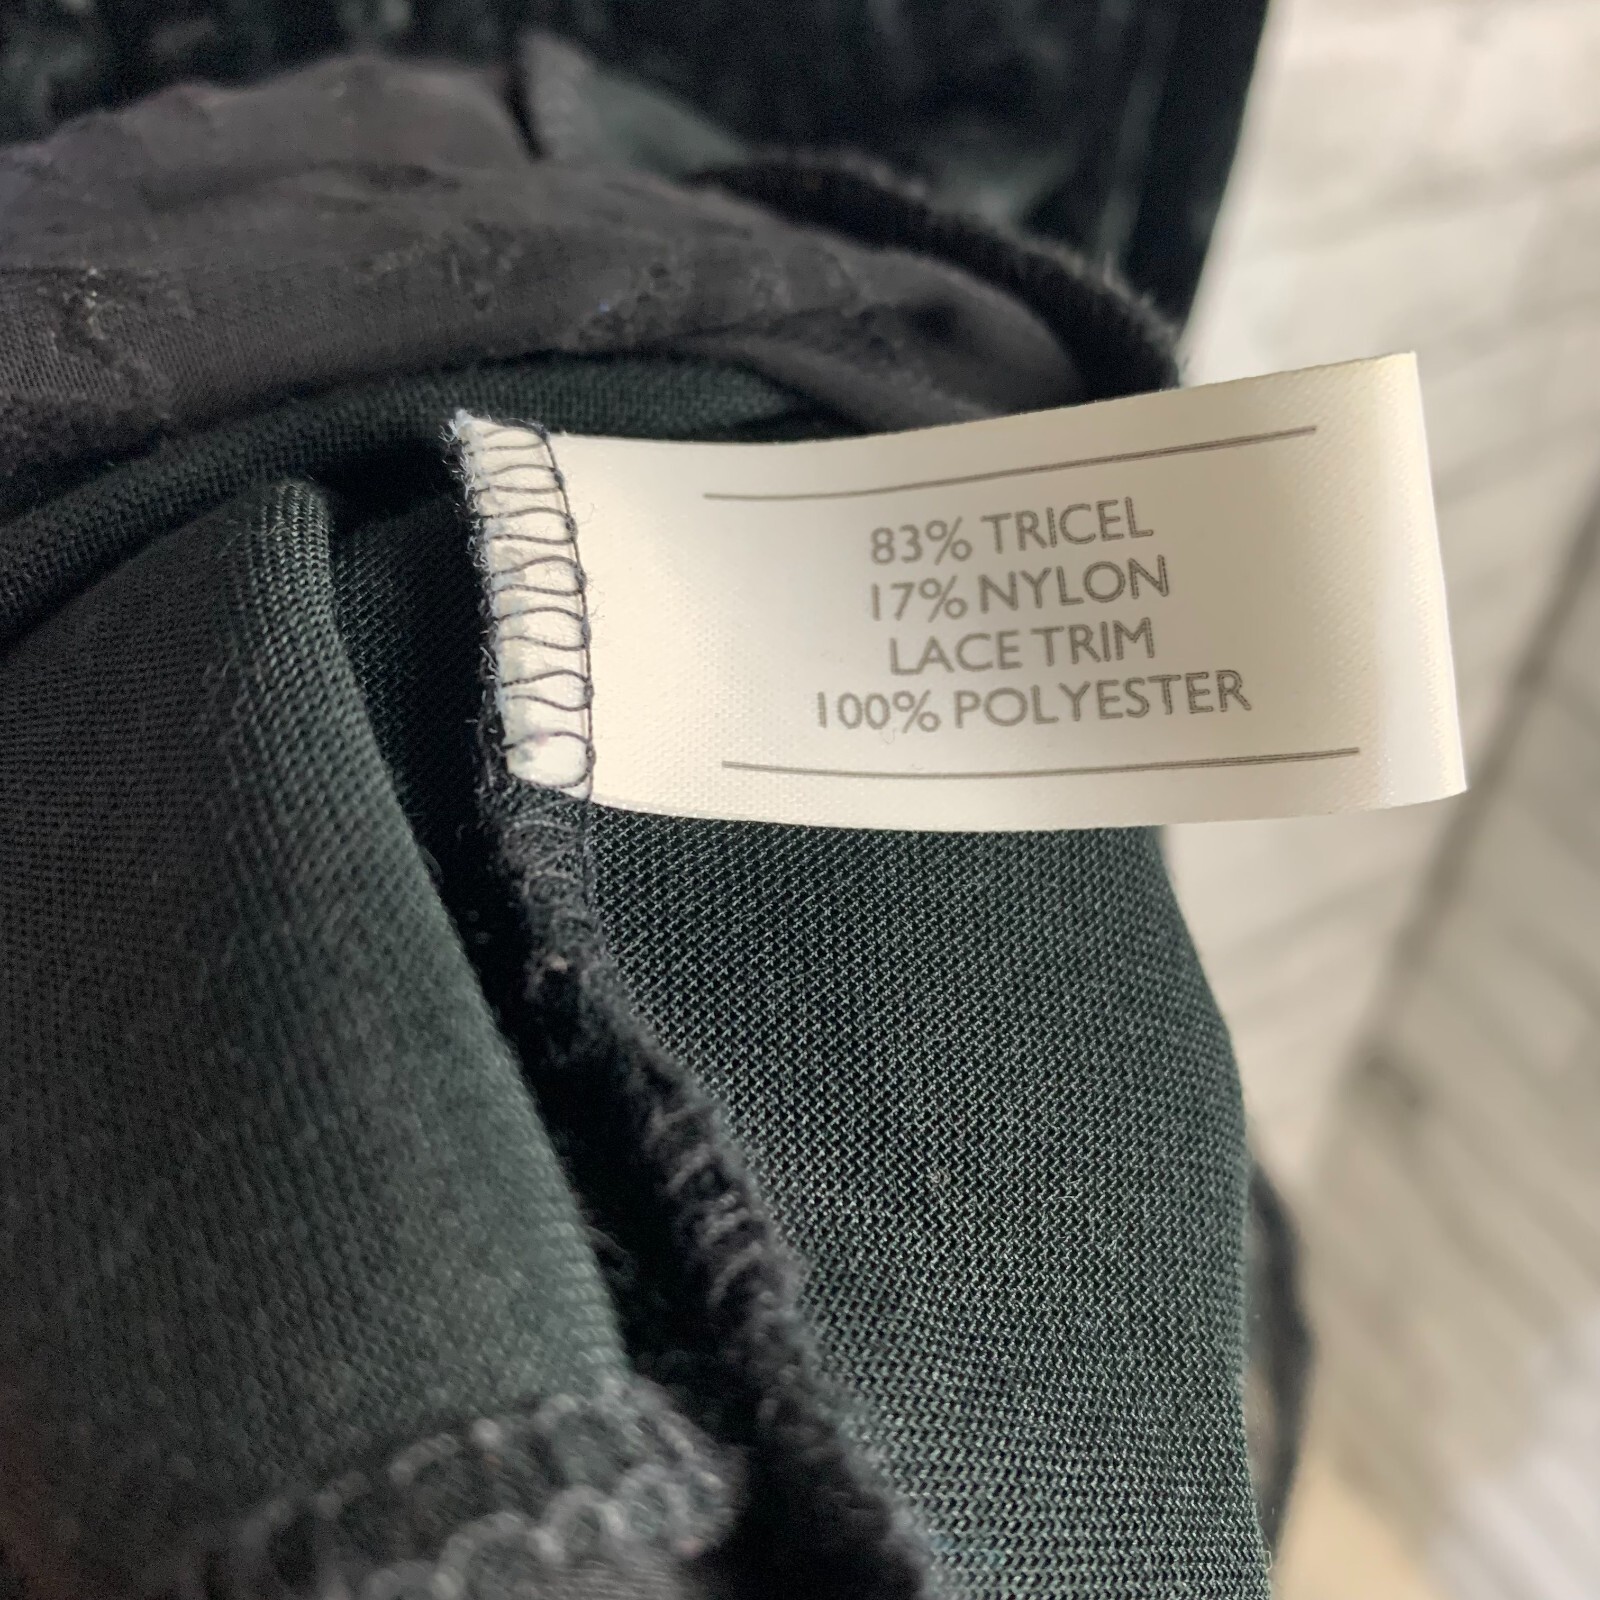 83% TRICEL
17% NYLON
LACE TRIM
100% POLYESTER